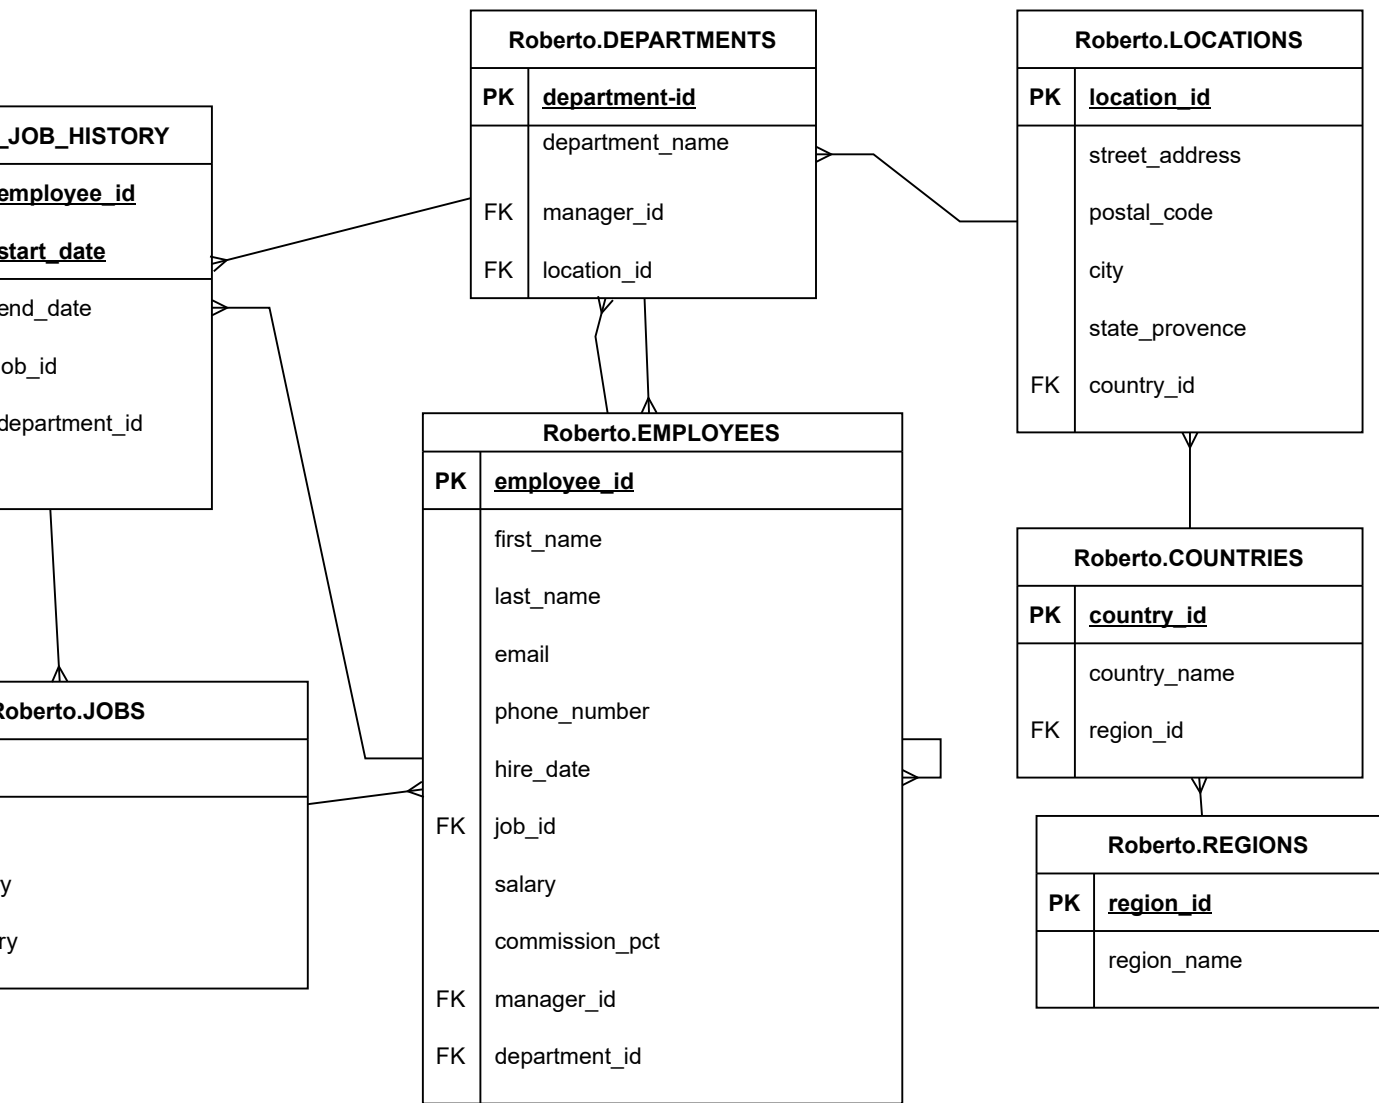 Roberto.DEPARTMENTS
PK department-id
department_name
FK manager_id
FK location_id
Roberto.LOCATIONS
PK location_id
street_address
postal_code
city
state_provence
FK country_id
_JOB_HISTORY
employee_id
start_date
end_date
ob_id
department_id
Roberto.EMPLOYEES
PK employee_id
first_name
last_name
email
phone_number
hire_date
FK job_id
salary
commission_pct
FK manager_id
FK department_id
Roberto.COUNTRIES
PK country_id
country_name
FK region_id
Roberto.JOBS
y
ry
Roberto.REGIONS
PK region_id
region_name